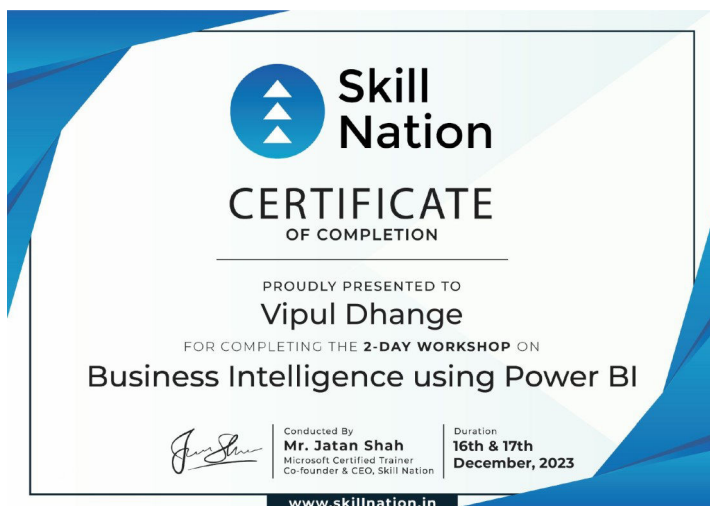 Skill
Nation
CERTIFICATE
OF COMPLETION
PROUDLY PRESENTED TO
Vipul Dhange
FOR COMPLETING THE 2-DAY WORKSHOP ON
Business Intelligence using Power BI
Conducted By
Mr. Jatan Shah
Microsoft Certified Trainer
Co-founder & CEO, Skill Nation
Duration
16th & 17th
December, 2023
www.skillnation.in